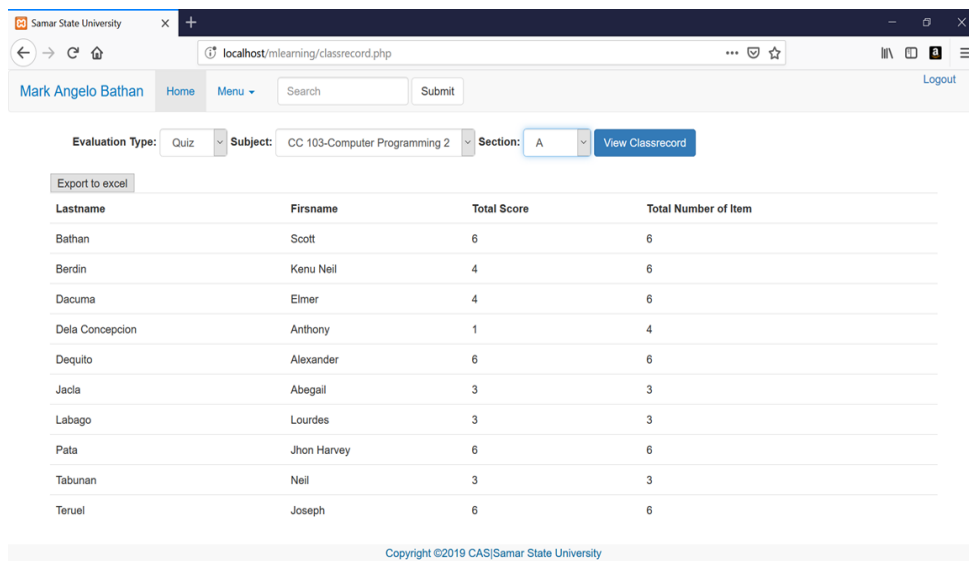 Samar State University
localhost/mlearning/classrecord.php
Mark Angelo Bathan Home Menu Search Submit Logout
Evaluation Type: Quiz Subject: CC 103-Computer Programming 2 Section: A View Classrecord
Export to excel
Lastname Firsname Total Score Total Number of Item
Bathan Scott 6 6
Berdin Kenu Neil 4 6
Dacuma Elmer 4 6
Dela Concepcion Anthony 1 4
Dequito Alexander 6 6
Jacla Abegail 3 3
Labago Lourdes 3 3
Pata Jhon Harvey 6 6
Tabunan Neil 3 3
Teruel Joseph 6 6
Copyright ©2019 CAS|Samar State University